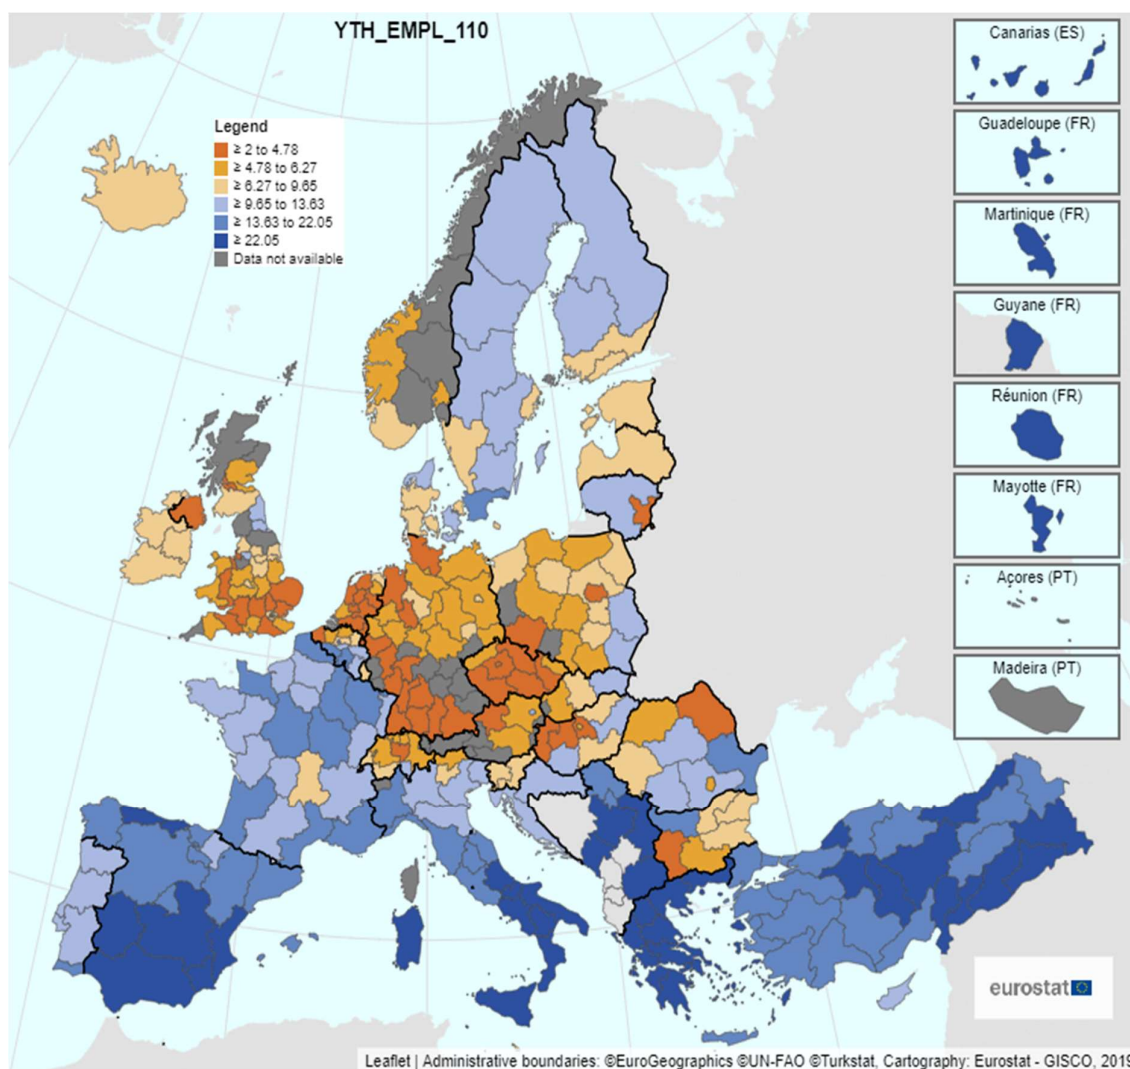 YTH_EMPL_110
Legend
≥ 2 to 4.78
≥ 4.78 to 6.27
≥ 6.27 to 9.65
≥ 9.65 to 13.63
≥ 13.63 to 22.05
≥ 22.05
Data not available
Canarias (ES)
Guadeloupe (FR)
Martinique (FR)
Guyane (FR)
Réunion (FR)
Mayotte (FR)
Açores (PT)
Madeira (PT)
eurostat
Leaflet | Administrative boundaries: ©EuroGeographics ©UN-FAO ©Turkstat, Cartography: Eurostat - GISCO, 2019